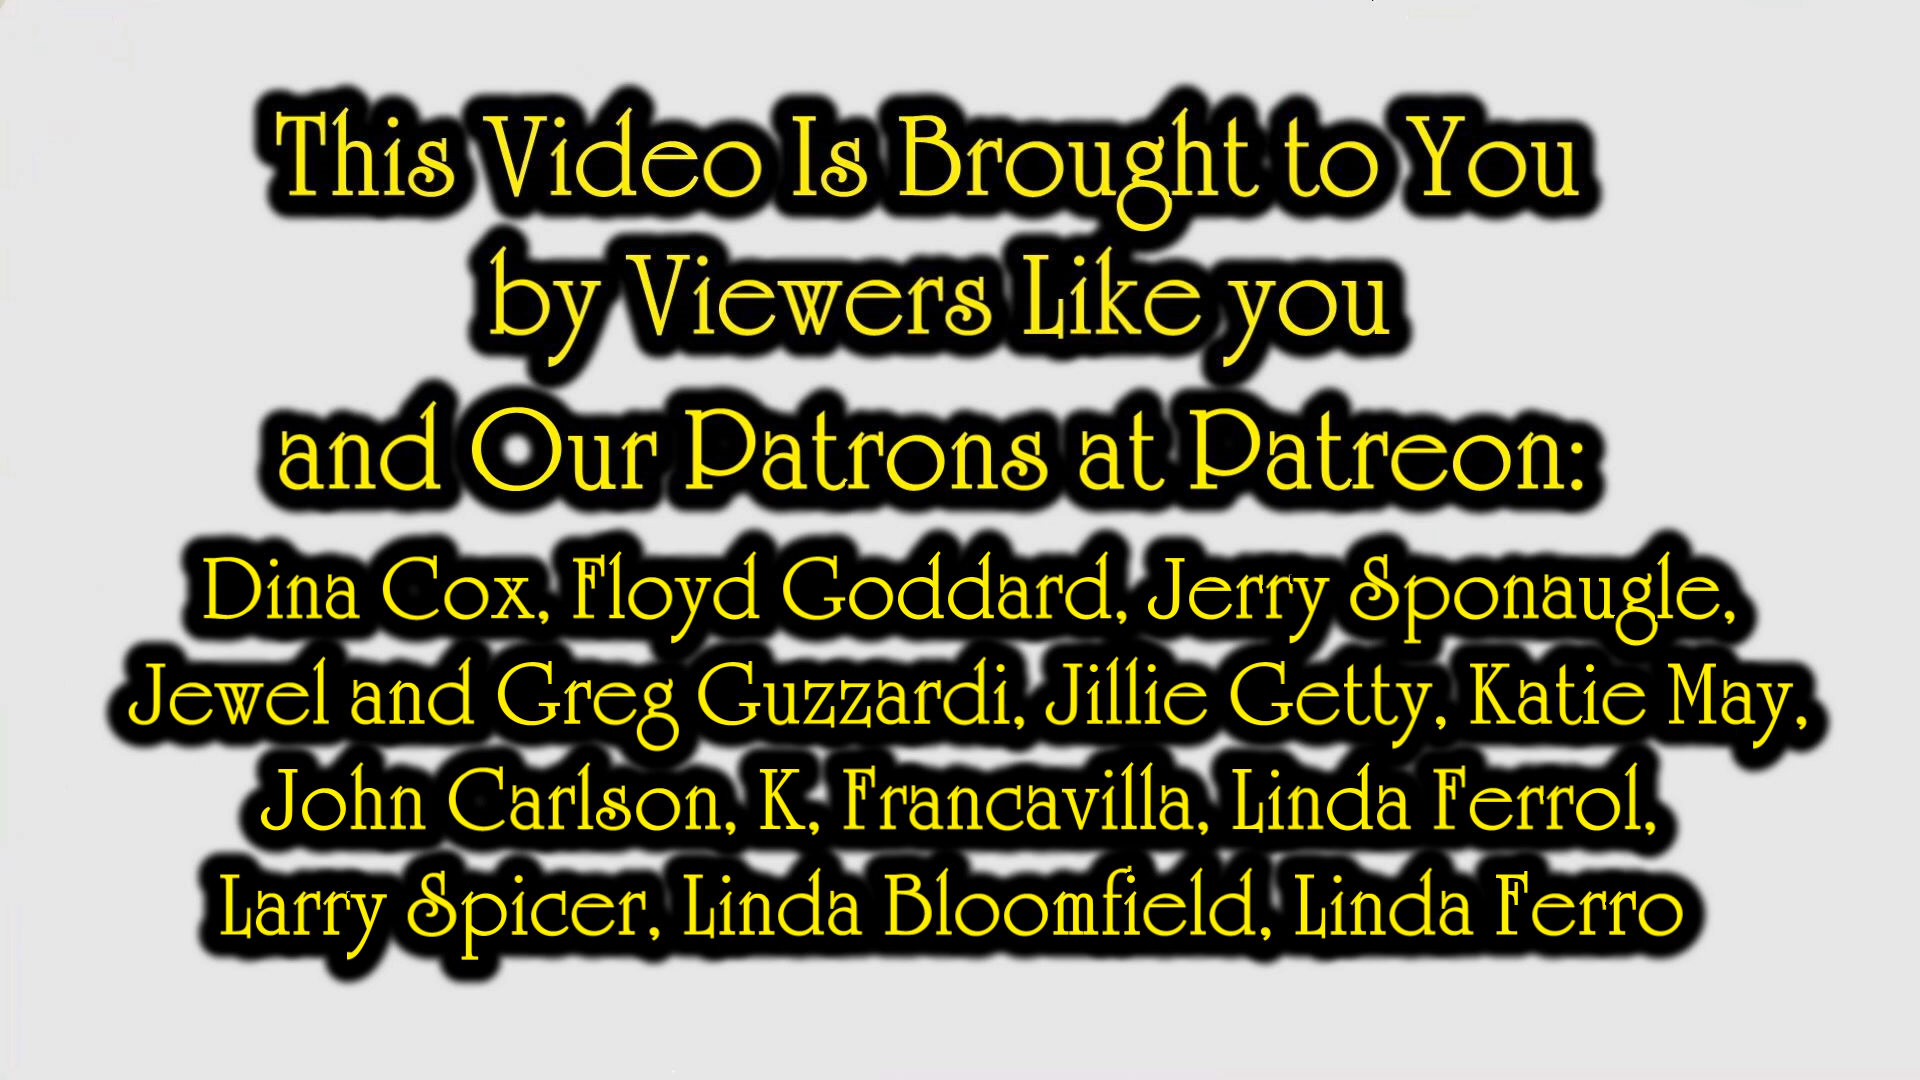 This Video Is Brought to You
by Viewers Like you
and Our Patrons at Patreon:
Dina Cox, Floyd Goddard, Jerry Sponaugle,
Jewel and Greg Guzzardi, Jillie Getty, Katie May,
John Carlson, K, Francavilla, Linda Ferrol,
Larry Spicer, Linda Bloomfield, Linda Ferro